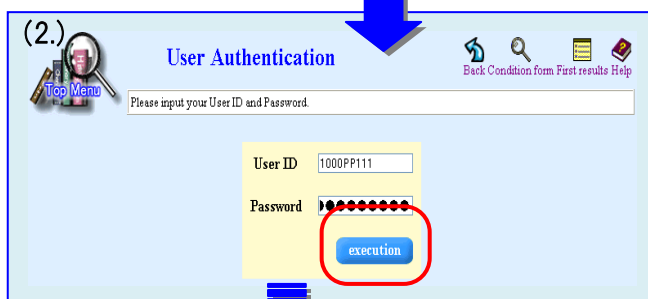 (2.)
User Authentication
Top Menu
Back Condition form First results Help
Please input your User ID and Password.
User ID 1000PP111
Password
execution